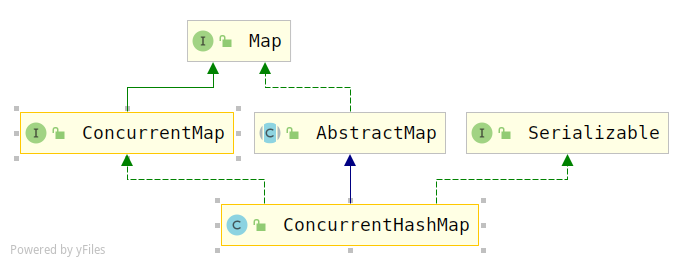 Map
ConcurrentMap
AbstractMap
Serializable
ConcurrentHashMap
Powered by yFiles